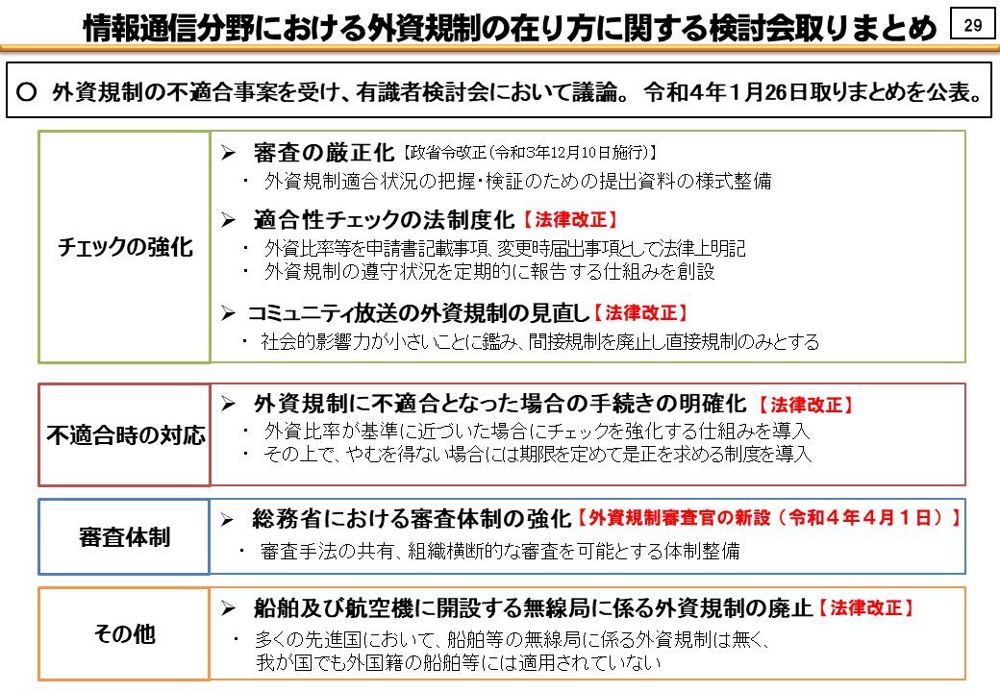 情報通信分野における外資規制の在り方に関する検討会取りまとめ
29
〇 外資規制の不適合事案を受け、有識者検討会において議論。 令和４年１月26日取りまとめを公表。
チェックの強化
➢ 審査の厳正化【政省令改正（令和３年12月10日施行）】
・ 外資規制適合状況の把握・検証のための提出資料の様式整備
➢ 適合性チェックの法制度化【法律改正】
・ 外資比率等を申請書記載事項、変更時届出事項として法律上明記
・ 外資規制の遵守状況を定期的に報告する仕組みを創設
➢ コミュニティ放送の外資規制の見直し【法律改正】
・ 社会的影響力が小さいことに鑑み、間接規制を廃止し直接規制のみとする
不適合時の対応
➢ 外資規制に不適合となった場合の手続きの明確化 【法律改正】
・ 外資比率が基準に近づいた場合にチェックを強化する仕組みを導入
・ その上で、やむを得ない場合には期限を定めて是正を求める制度を導入
審査体制
➢ 総務省における審査体制の強化【外資規制審査官の新設（令和４年４月１日）】
・ 審査手法の共有、組織横断的な審査を可能とする体制整備
その他
➢ 船舶及び航空機に開設する無線局に係る外資規制の廃止【法律改正】
・ 多くの先進国において、船舶等の無線局に係る外資規制は無く、
我が国でも外国籍の船舶等には適用されていない